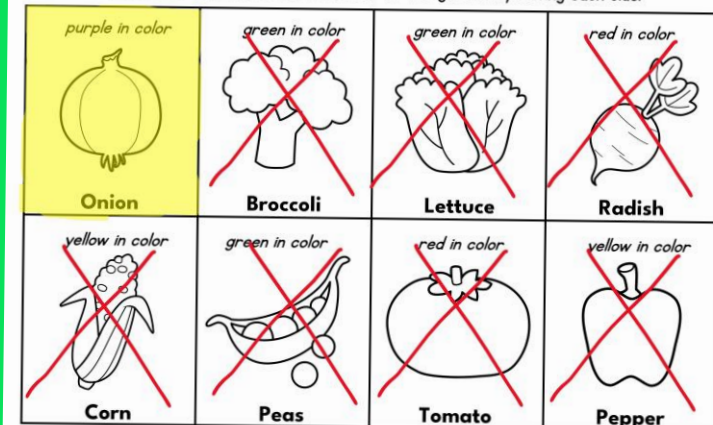 purple in color
green in color
green in color
red in color
Onion
Broccoli
Lettuce
Radish
yellow in color
green in color
red in color
yellow in color
Corn
Peas
Tomato
Pepper